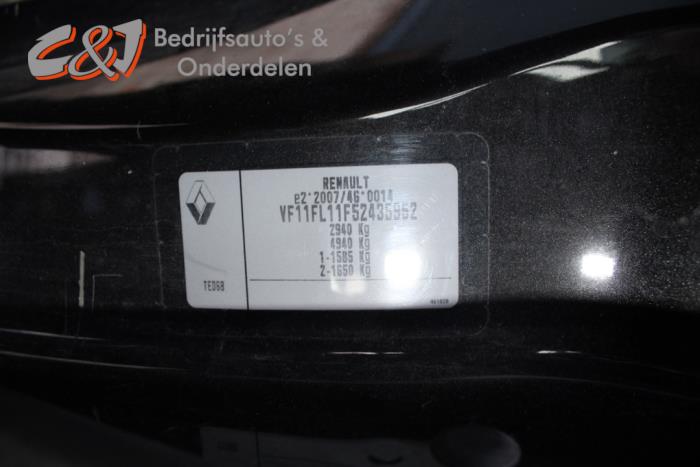 C&J Bedrijfsauto's &
Onderdelen
RENAULT
e2*2007/46*0014
VF11FL11F52435952
2940 Kg
4940 Kg
1-1585 Kg
2-1650 Kg
TED68